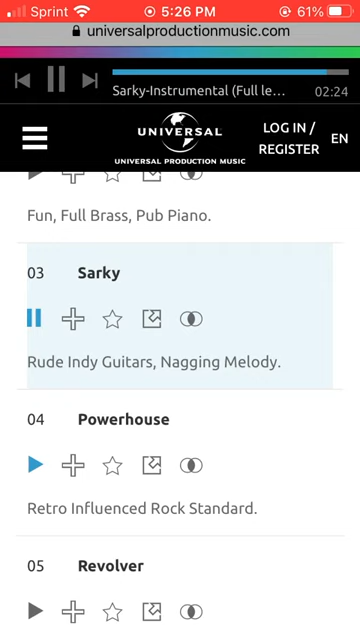 Sprint 5:26 PM 61%
universalproductionmusic.com
Sarky-Instrumental (Full le... 02:24
UNIVERSAL
UNIVERSAL PRODUCTION MUSIC
LOG IN /
REGISTER
EN
Fun, Full Brass, Pub Piano.
03 Sarky
Rude Indy Guitars, Nagging Melody.
04 Powerhouse
Retro Influenced Rock Standard.
05 Revolver